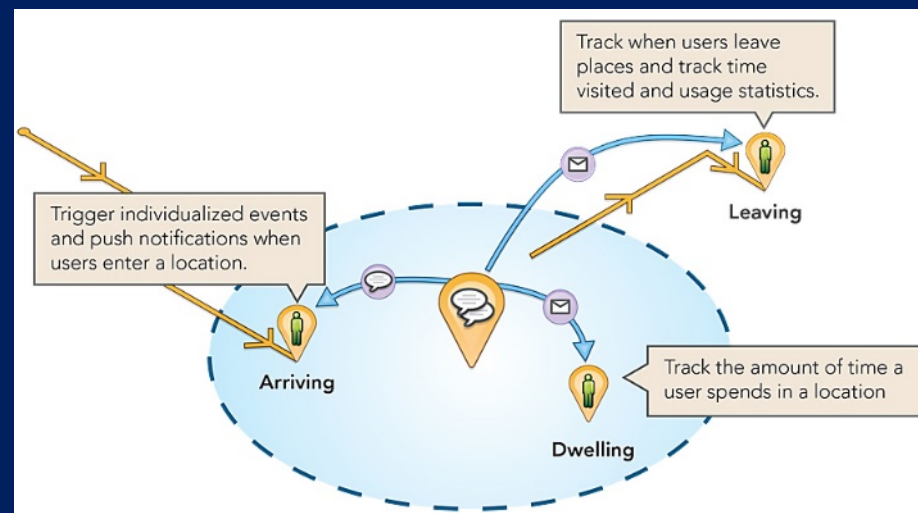 Track when users leave
places and track time
visited and usage statistics.
Leaving
Trigger individualized events
and push notifications when
users enter a location.
Arriving
Track the amount of time a
user spends in a location
Dwelling